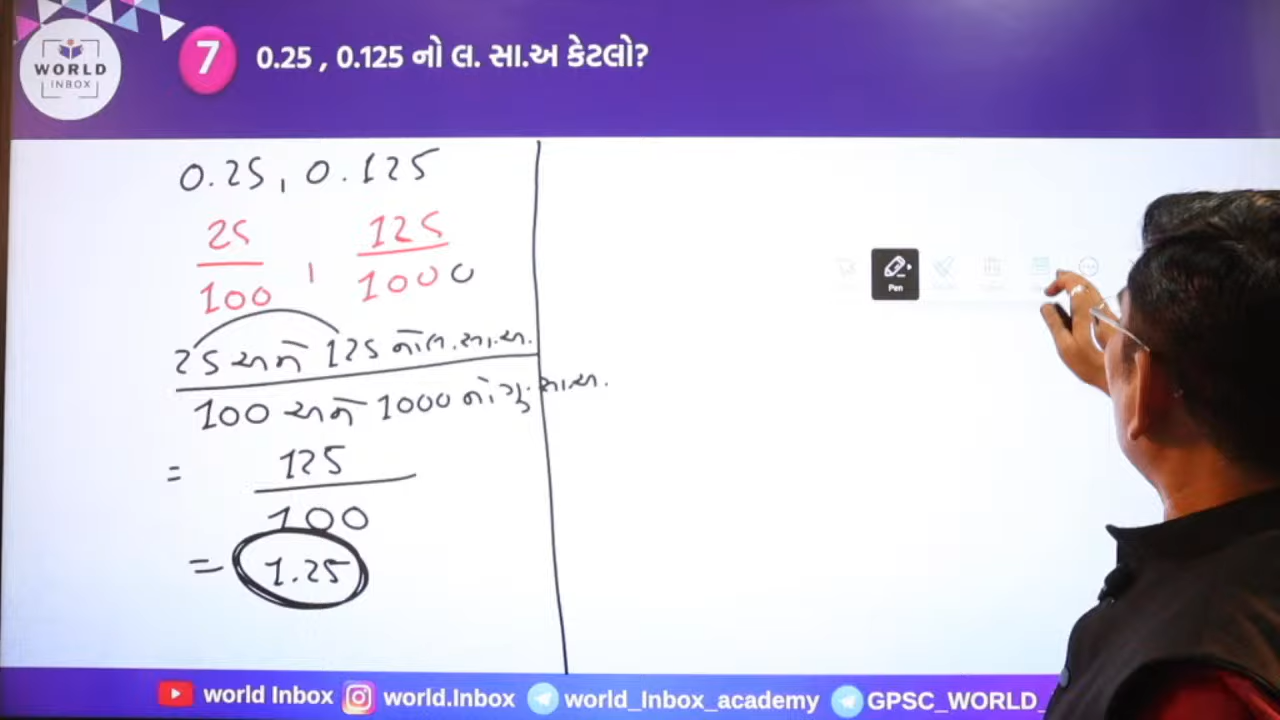 WORLD
INBOX
7 0.25 , 0.125 નો લ. સા.અ કેટલો?
0.25, 0.125
25/100 , 125/1000
25 અને 125 નો લ.સા.અ.
100 અને 1000 નો ગુ.સા.અ.
= 125/100
= 1.25
Pen
world Inbox world.Inbox world_Inbox_academy GPSC_WORLD_